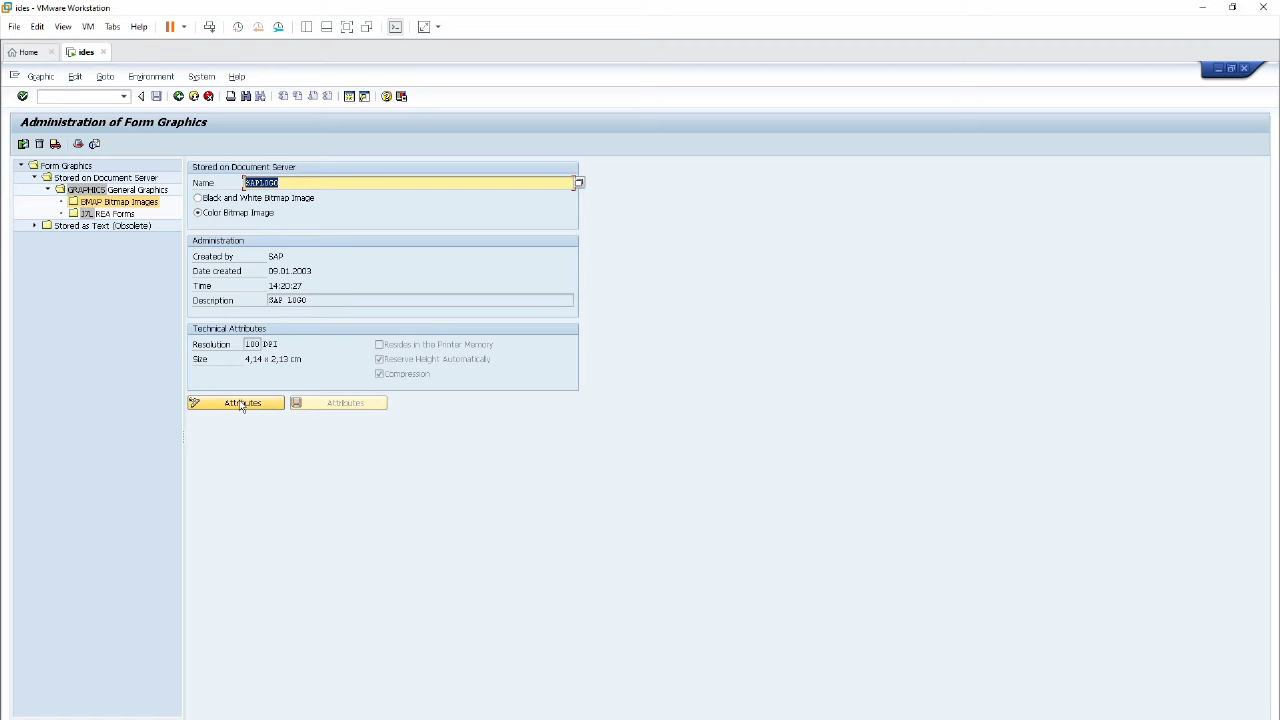 ides - VMware Workstation
File Edit View VM Tabs Help
Home ides
Graphic Edit Goto Environment System Help
Administration of Form Graphics
Form Graphics
Stored on Document Server
GRAPHICS General Graphics
BMAP Bitmap Images
REA Forms
Stored as Text (Obsolete)
Stored on Document Server
Name SAPLOGO
Black and White Bitmap Image
Color Bitmap Image
Administration
Created by SAP
Date created 09.01.2003
Time 14:20:27
Description SAP LOGO
Technical Attributes
Resolution 100 DPI Resides in the Printer Memory
Size 4,14 x 2,13 cm Reserve Height Automatically
Compression
Attributes Attributes